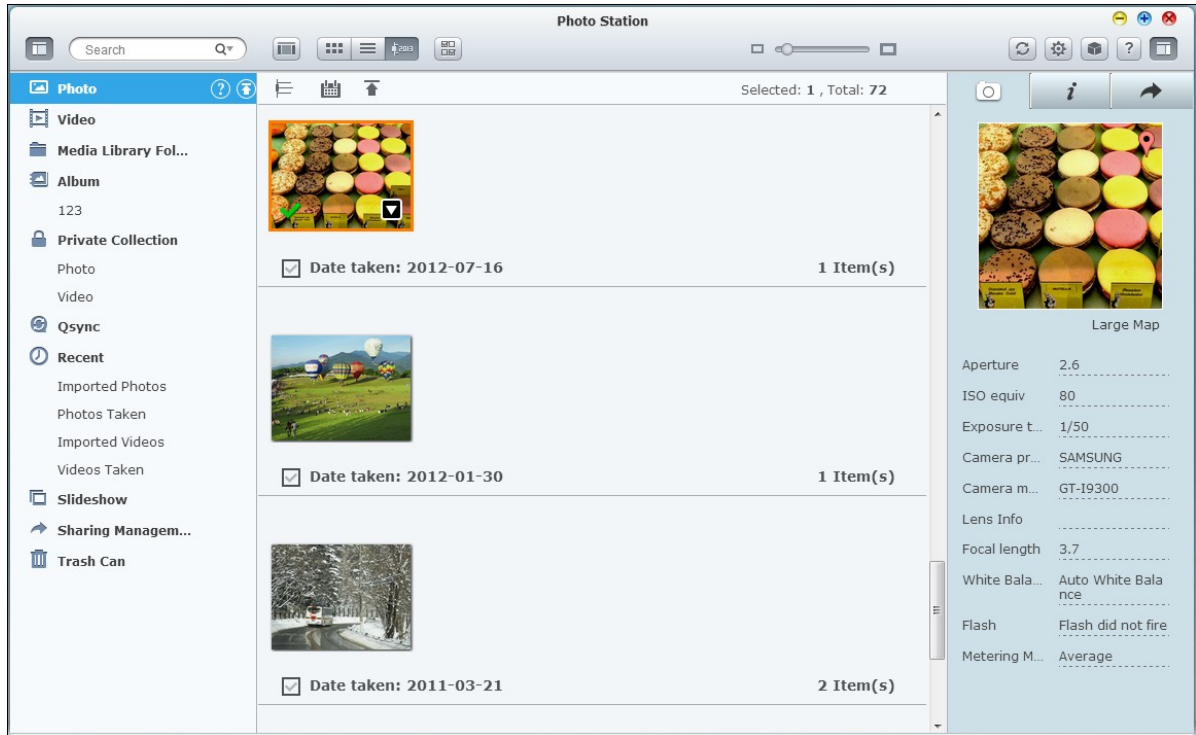 Photo Station
Search
2013
?
Photo
?
Selected: 1 , Total: 72
i
Video
Media Library Fol...
Album
123
Private Collection
Photo
Video
Qsync
Recent
Imported Photos
Photos Taken
Imported Videos
Videos Taken
Slideshow
Sharing Managem...
Trash Can
Date taken: 2012-07-16
1 Item(s)
Date taken: 2012-01-30
1 Item(s)
Date taken: 2011-03-21
2 Item(s)
Large Map
Aperture 2.6
ISO equiv 80
Exposure t... 1/50
Camera pr... SAMSUNG
Camera m... GT-I9300
Lens Info
Focal length 3.7
White Bala... Auto White Bala
nce
Flash Flash did not fire
Metering M... Average